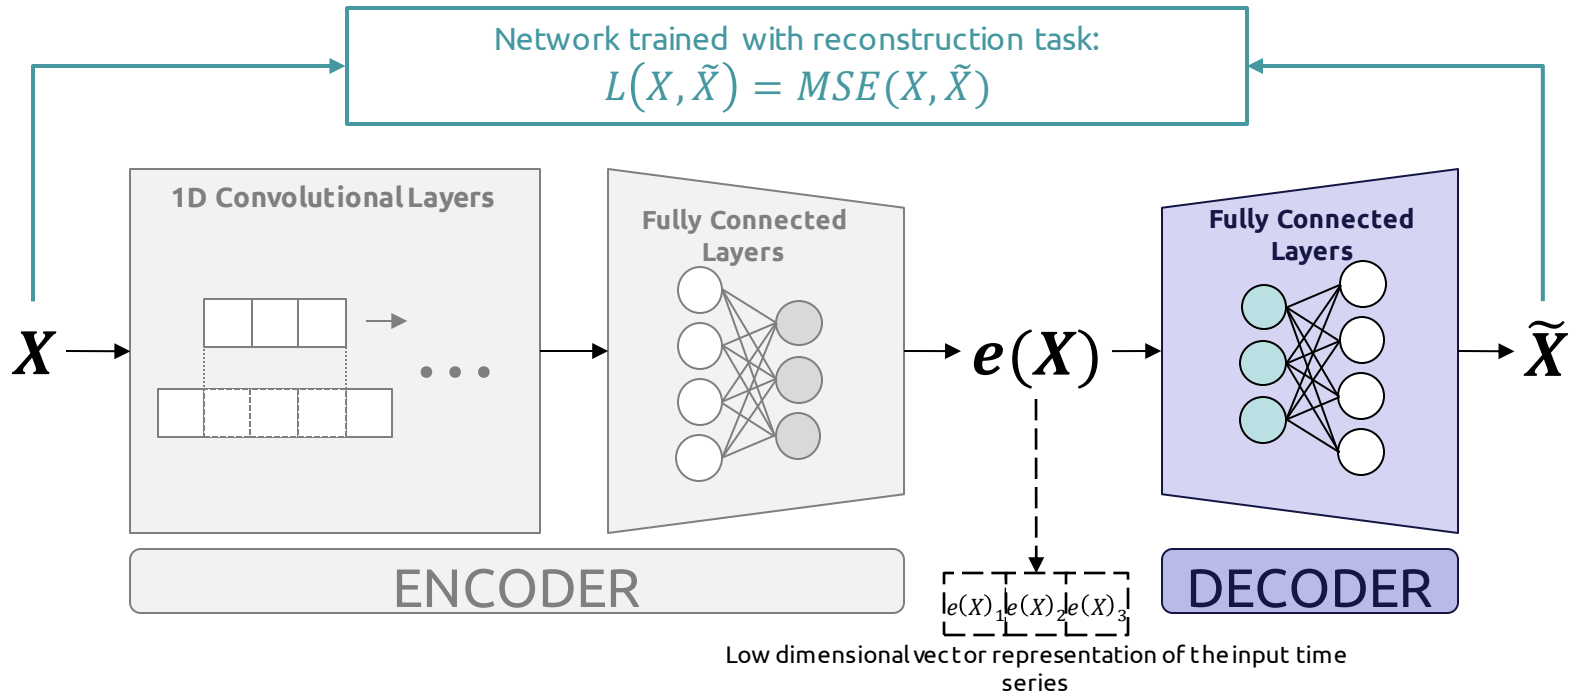 Network trained with reconstruction task:
L(X, X̃) = MSE(X, X̃)
1D Convolutional Layers
Fully Connected
Layers
Fully Connected
Layers
X
e(X)
X̃
ENCODER
DECODER
e(X)₁ e(X)₂ e(X)₃
Low dimensional vector representation of the input time
series